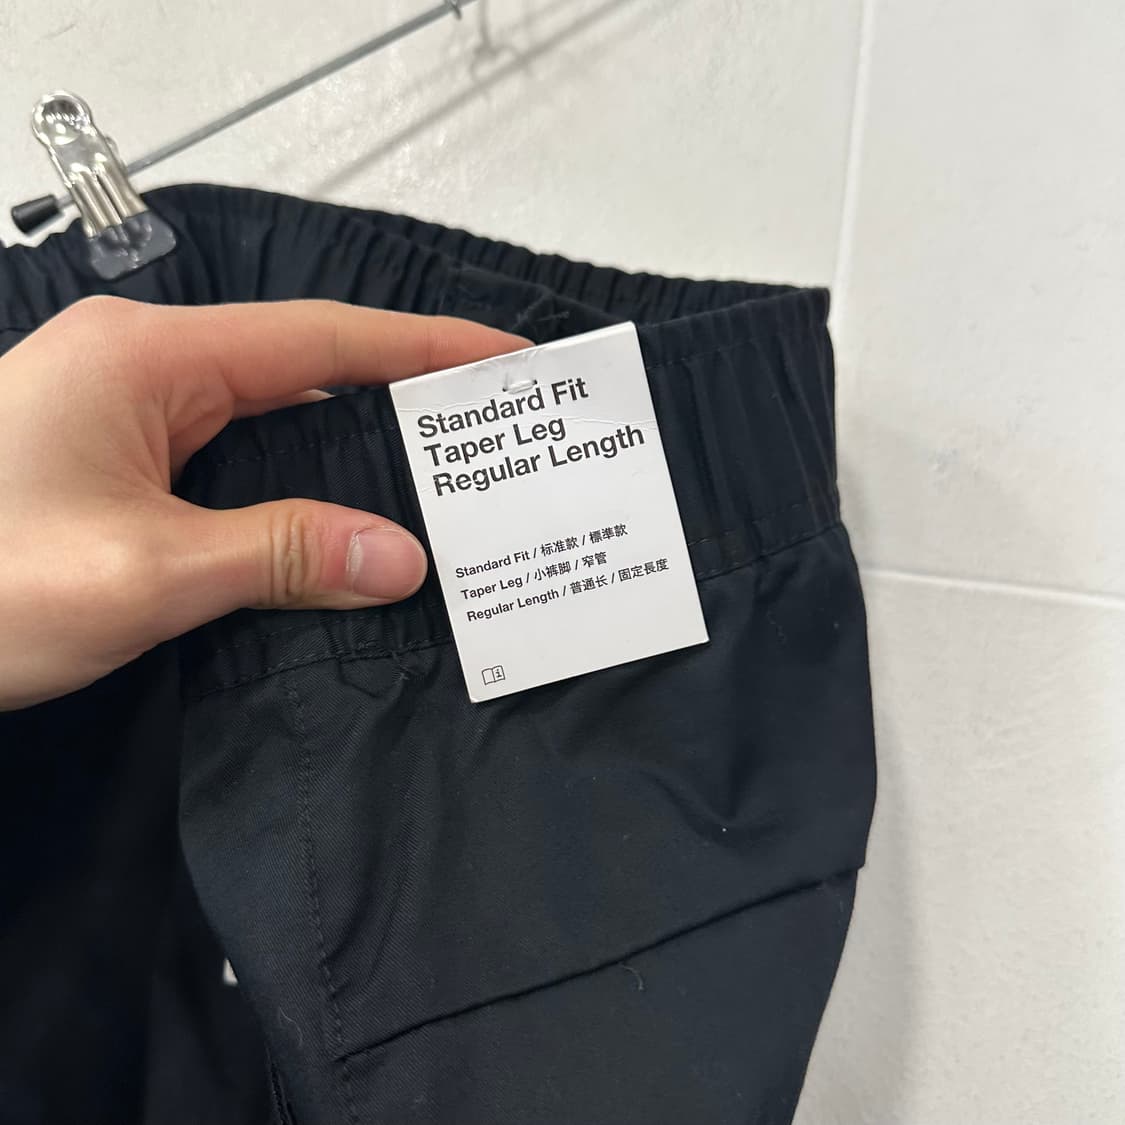 Standard Fit
Taper Leg
Regular Length
Standard Fit / 标准款 / 標準款
Taper Leg / 小裤脚 / 窄管
Regular Length / 普通长 / 固定長度